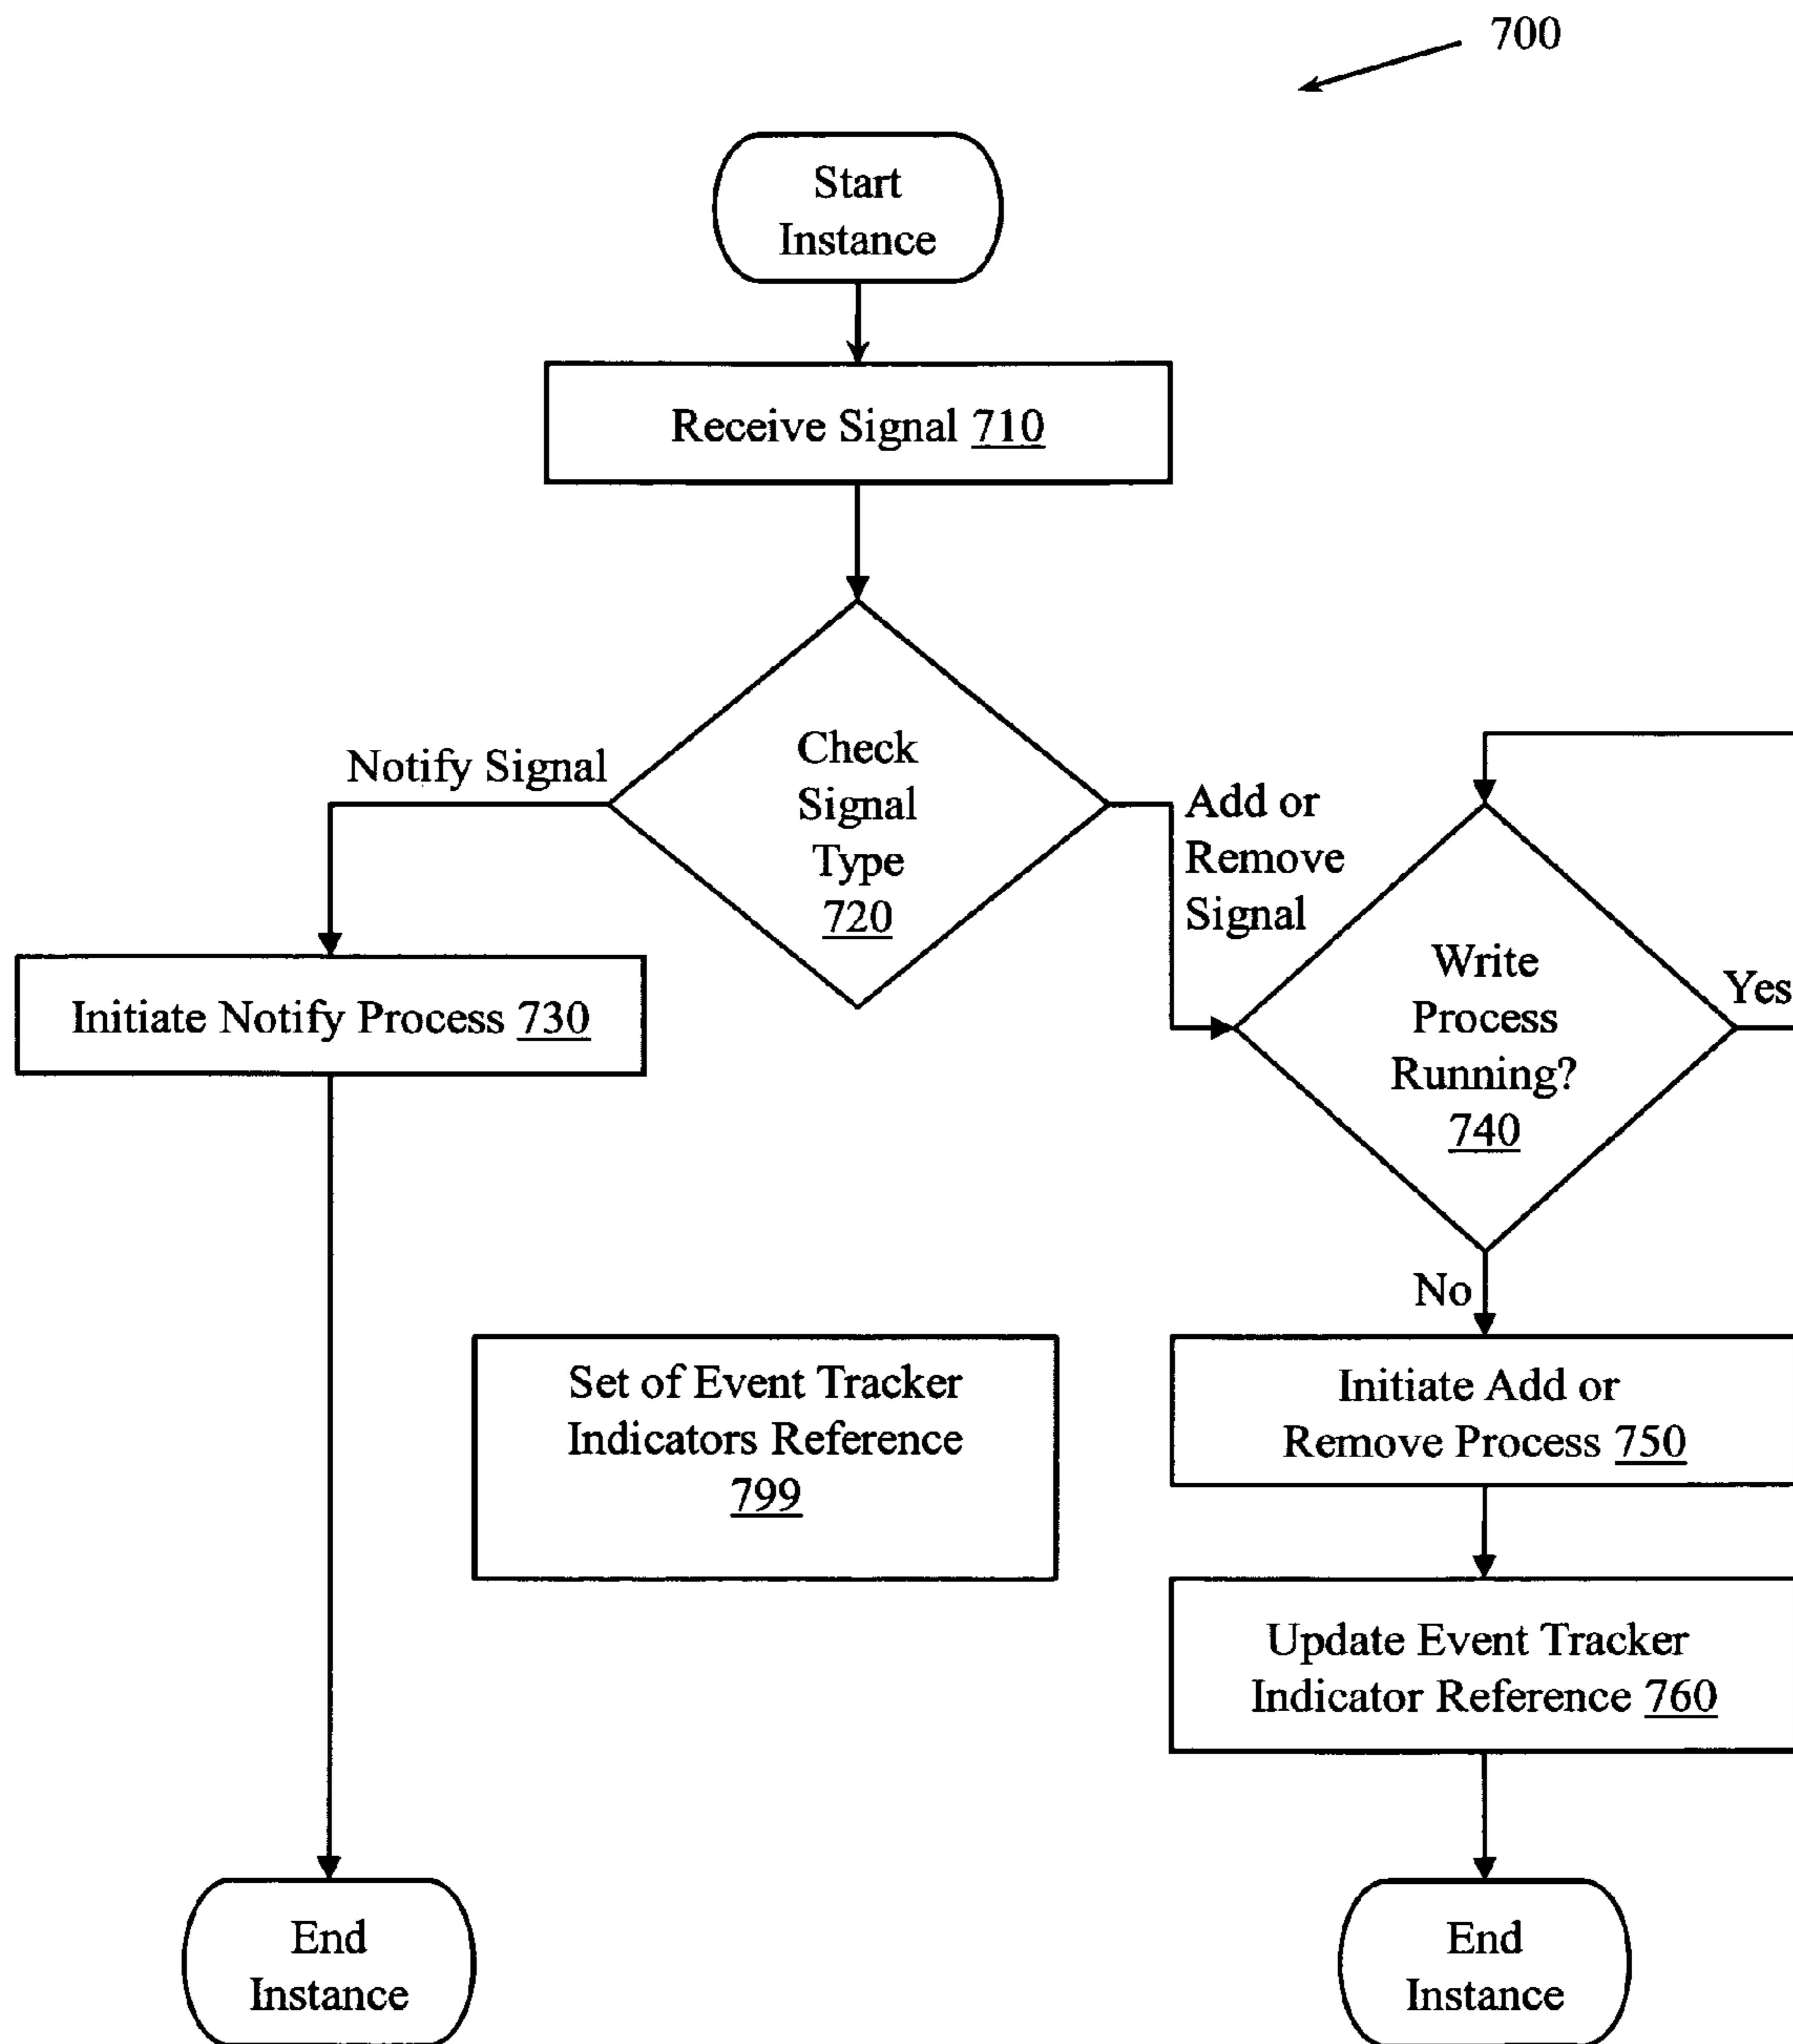 700
Start
Instance
Receive Signal 710
Check
Signal
Type
720
Notify Signal
Add or
Remove
Signal
Initiate Notify Process 730
Write
Process
Running?
740
Yes
No
Set of Event Tracker
Indicators Reference
799
Initiate Add or
Remove Process 750
Update Event Tracker
Indicator Reference 760
End
Instance
End
Instance